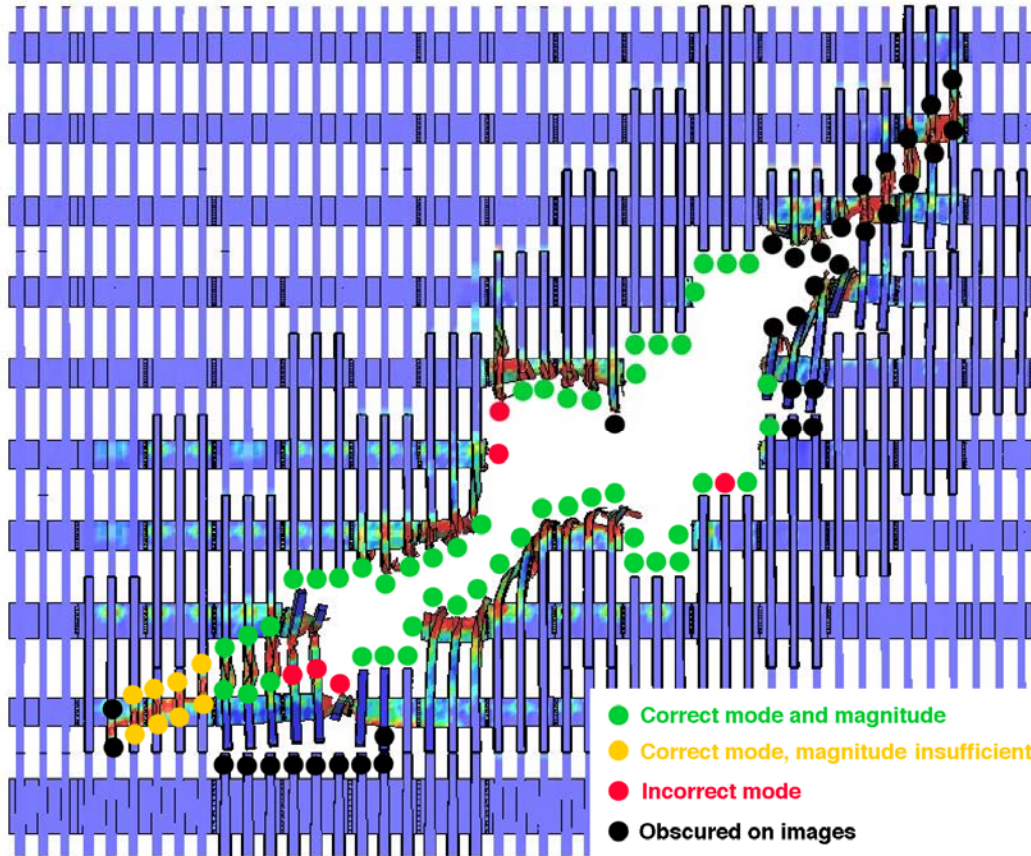 Correct mode and magnitude
Correct mode, magnitude insufficient
Incorrect mode
Obscured on images